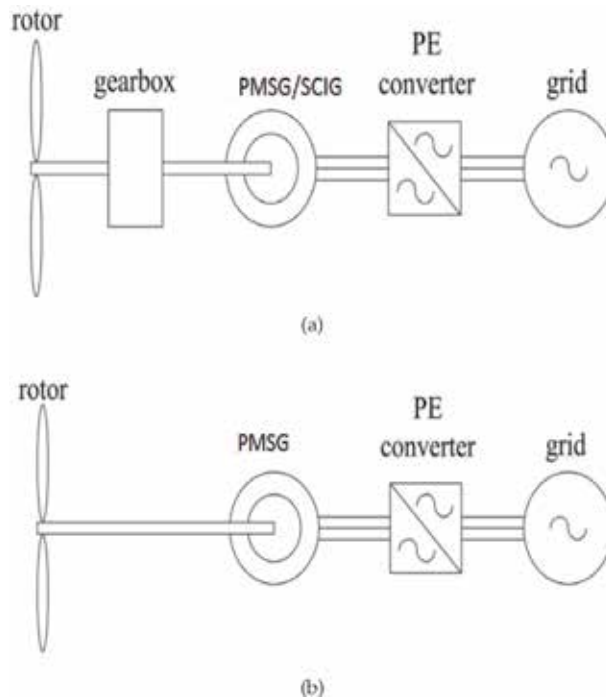 rotor
gearbox
PMSG/SCIG
PE
converter
grid
(a)
rotor
PMSG
PE
converter
grid
(b)